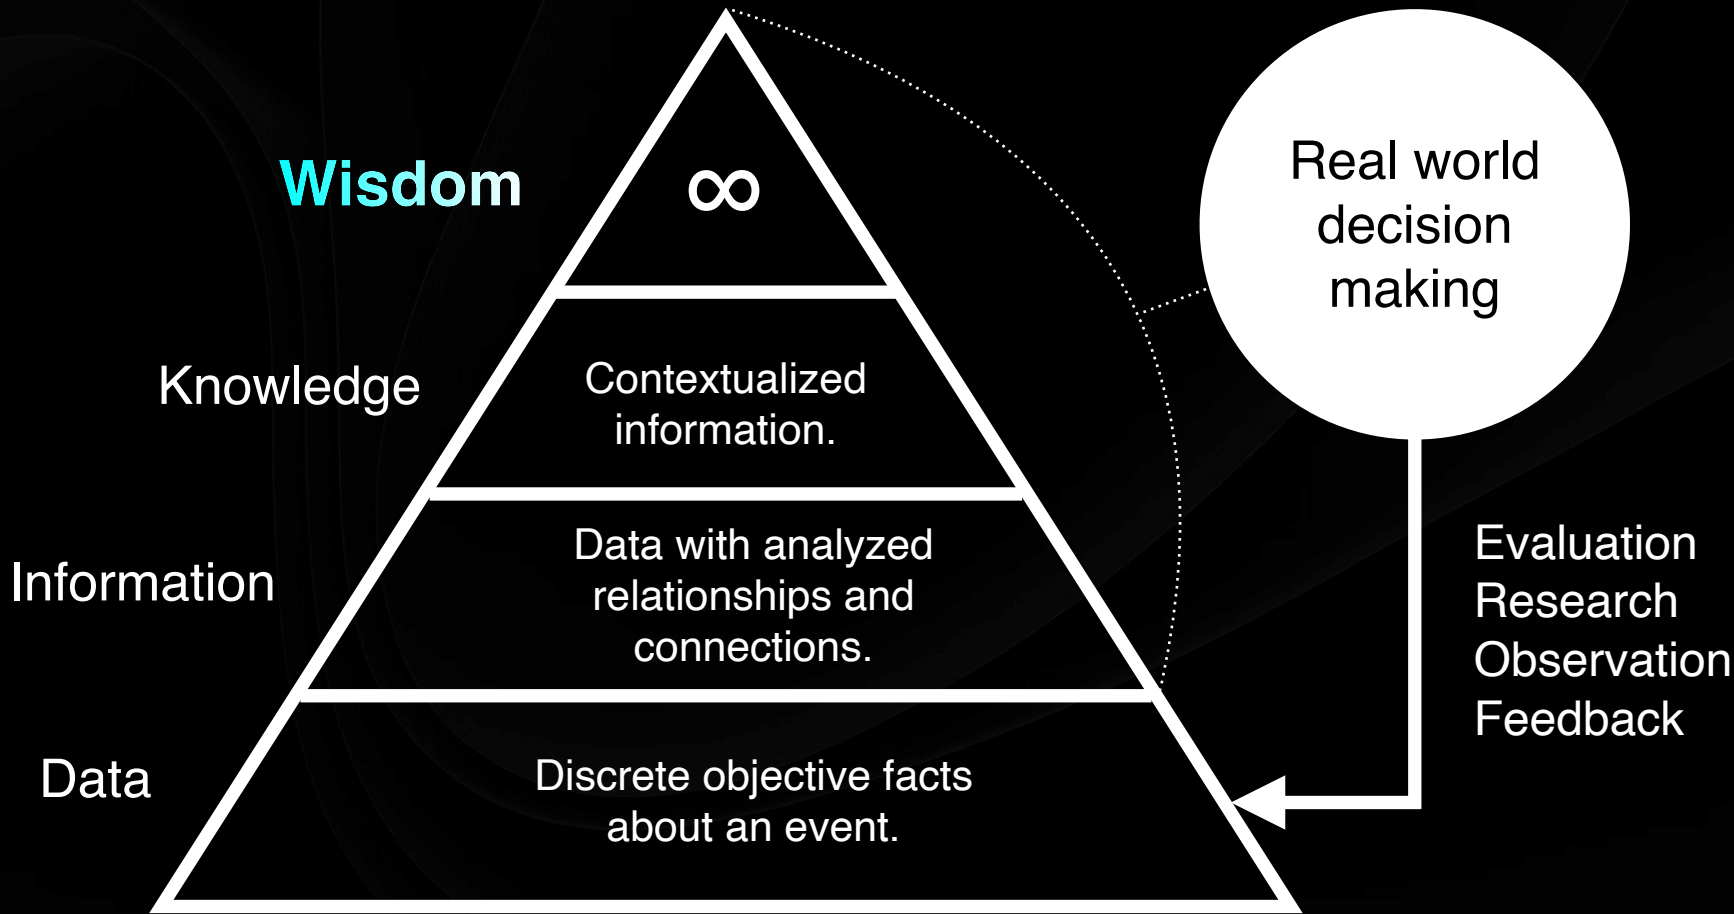 Wisdom
∞
Real world
decision
making
Knowledge
Contextualized
information.
Information
Data with analyzed
relationships and
connections.
Evaluation
Research
Observation
Feedback
Data
Discrete objective facts
about an event.